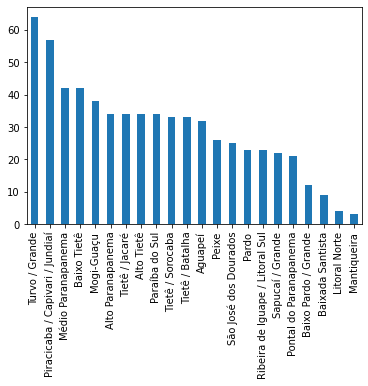 60
50
40
30
20
10
0
Turvo / Grande
Piracicaba / Capivari / Jundiaí
Médio Paranapanema
Baixo Tietê
Mogi-Guaçu
Alto Paranapanema
Tietê / Jacaré
Alto Tietê
Paraíba do Sul
Tietê / Sorocaba
Tietê / Batalha
Aguapeí
Peixe
São José dos Dourados
Pardo
Ribeira de Iguape / Litoral Sul
Sapucaí / Grande
Pontal do Paranapanema
Baixo Pardo / Grande
Baixada Santista
Litoral Norte
Mantiqueira